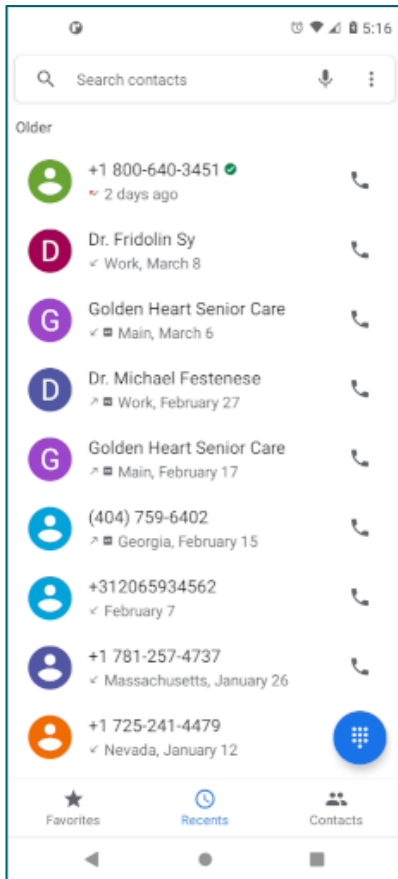 5:16
Search contacts
Older
+1 800-640-3451
2 days ago
D
Dr. Fridolin Sy
Work, March 8
G
Golden Heart Senior Care
Main, March 6
D
Dr. Michael Festenese
Work, February 27
G
Golden Heart Senior Care
Main, February 17
(404) 759-6402
Georgia, February 15
+312065934562
February 7
+1 781-257-4737
Massachusetts, January 26
+1 725-241-4479
Nevada, January 12
Favorites
Recents
Contacts